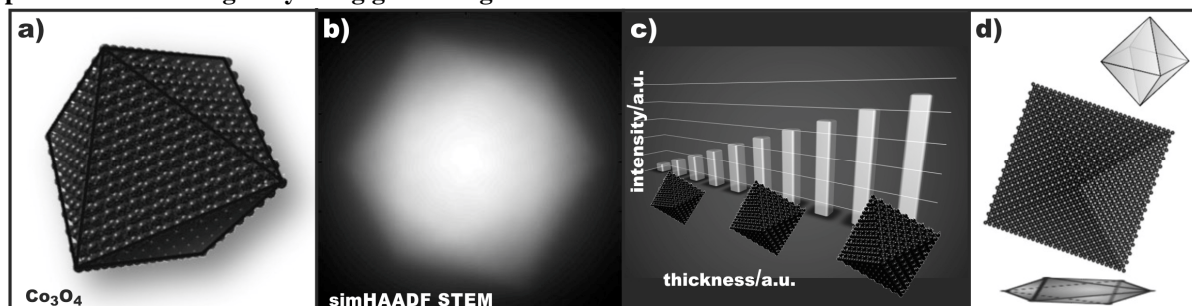 a)
b)
c)
d)
intensity/a.u.
thickness/a.u.
Co₃O₄
simHAADF STEM